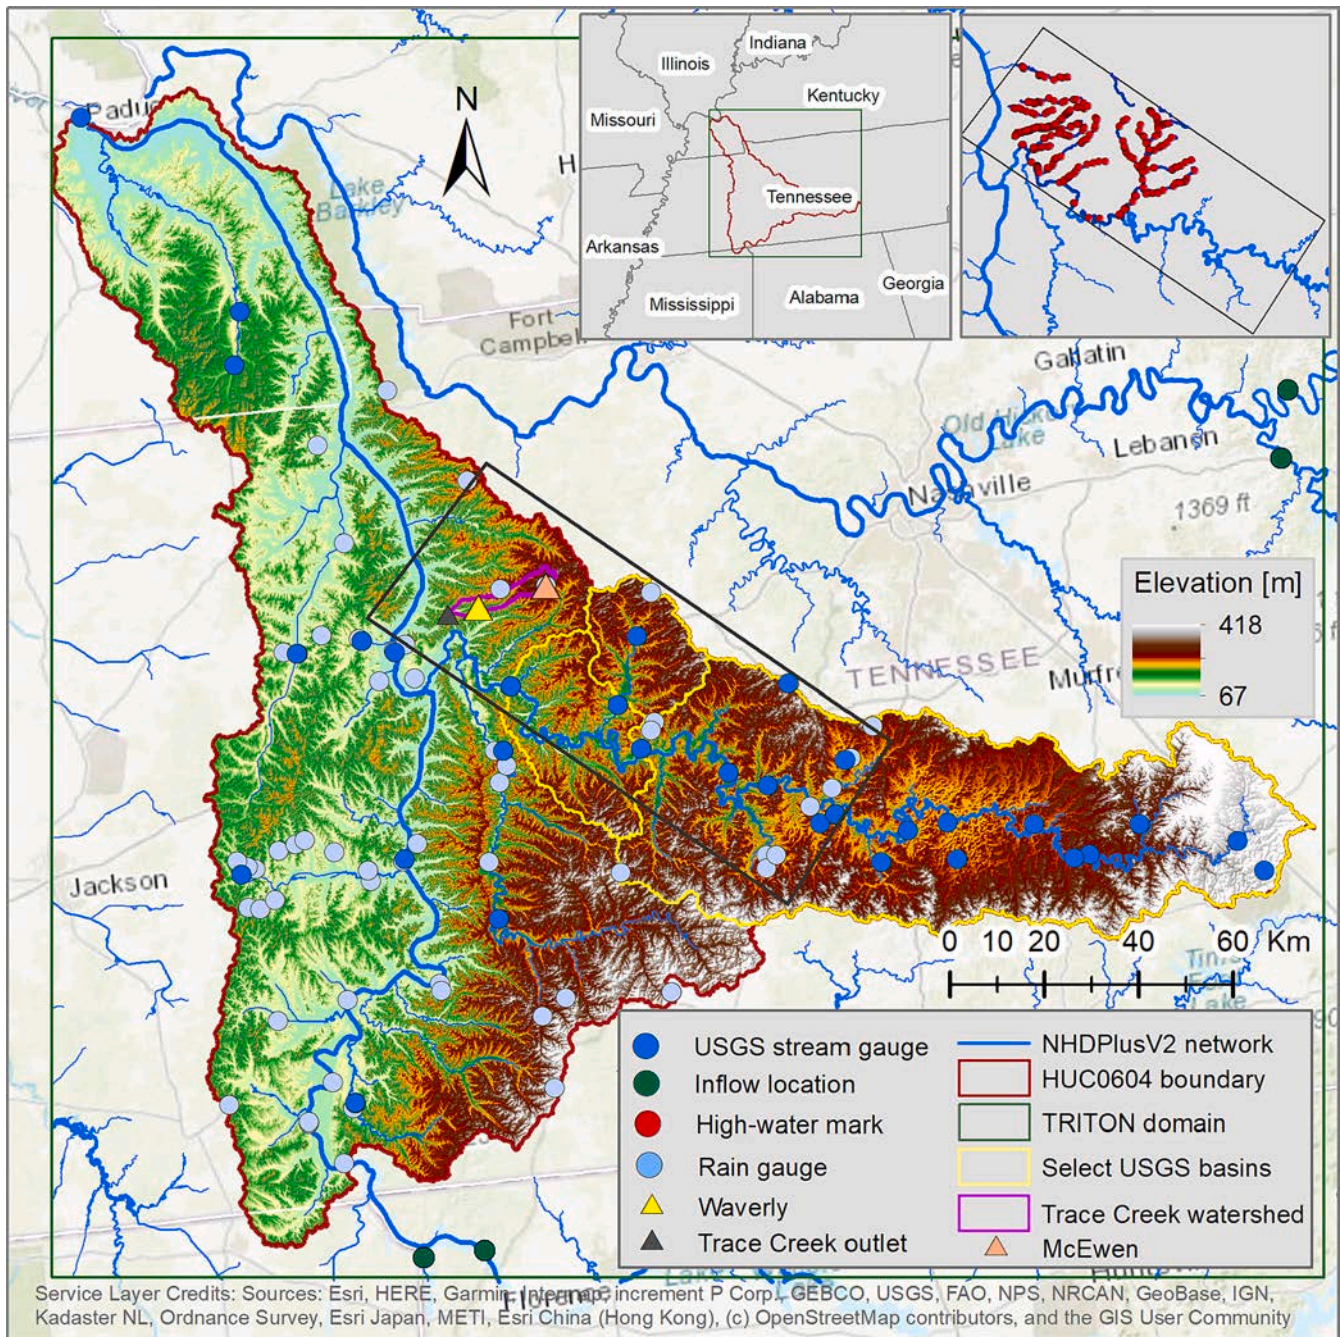 Indiana
Illinois
Kentucky
Missouri
Tennessee
Arkansas
Georgia
Mississippi
Alabama
N
Lake
Barkley
Fort
Gallatin
Lebanon
Lake
Nashville
1369 ft
TENNESSEE
Jackson
Elevation [m]
418
67
0 10 20 40 60 Km
Lake
USGS stream gauge
Inflow location
High-water mark
Rain gauge
Waverly
Trace Creek outlet
NHDPlusV2 network
HUC0604 boundary
TRITON domain
Select USGS basins
Trace Creek watershed
McEwen
Service Layer Credits: Sources: Esri, HERE, Garmin, Intermap, increment P Corp., GEBCO, USGS, FAO, NPS, NRCAN, GeoBase, IGN,
Kadaster NL, Ordnance Survey, Esri Japan, METI, Esri China (Hong Kong), (c) OpenStreetMap contributors, and the GIS User Community